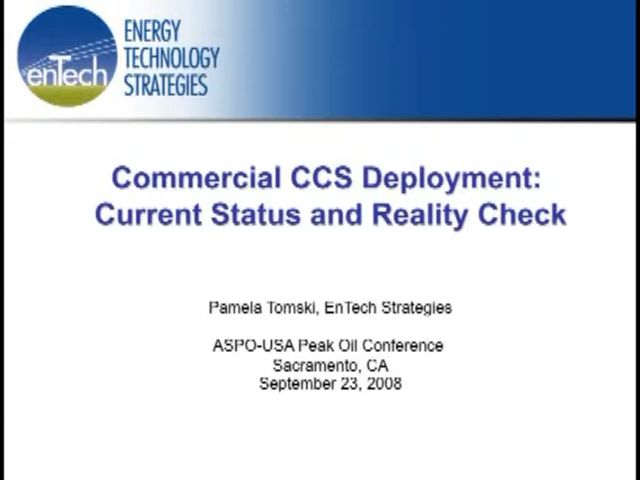 enTech
ENERGY
TECHNOLOGY
STRATEGIES
Commercial CCS Deployment:
Current Status and Reality Check
Pamela Tomski, EnTech Strategies
ASPO-USA Peak Oil Conference
Sacramento, CA
September 23, 2008